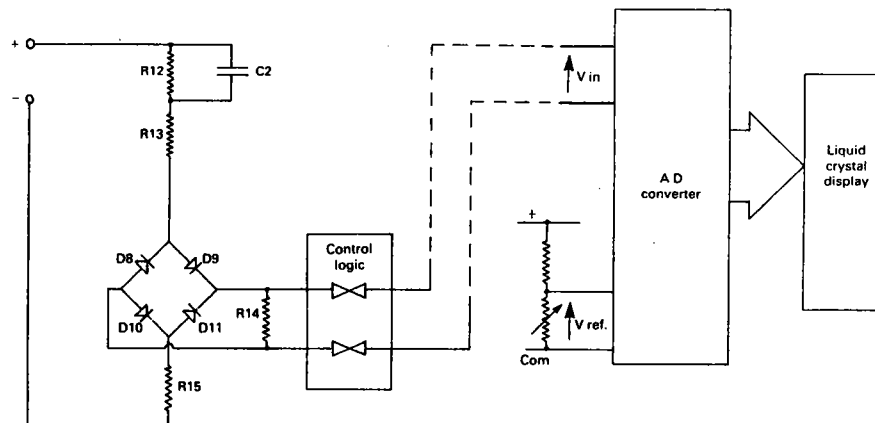 +
−
R12
C2
R13
D8
D9
D10
D11
R14
R15
Control
logic
V in
A D
converter
Liquid
crystal
display
+
V ref.
Com